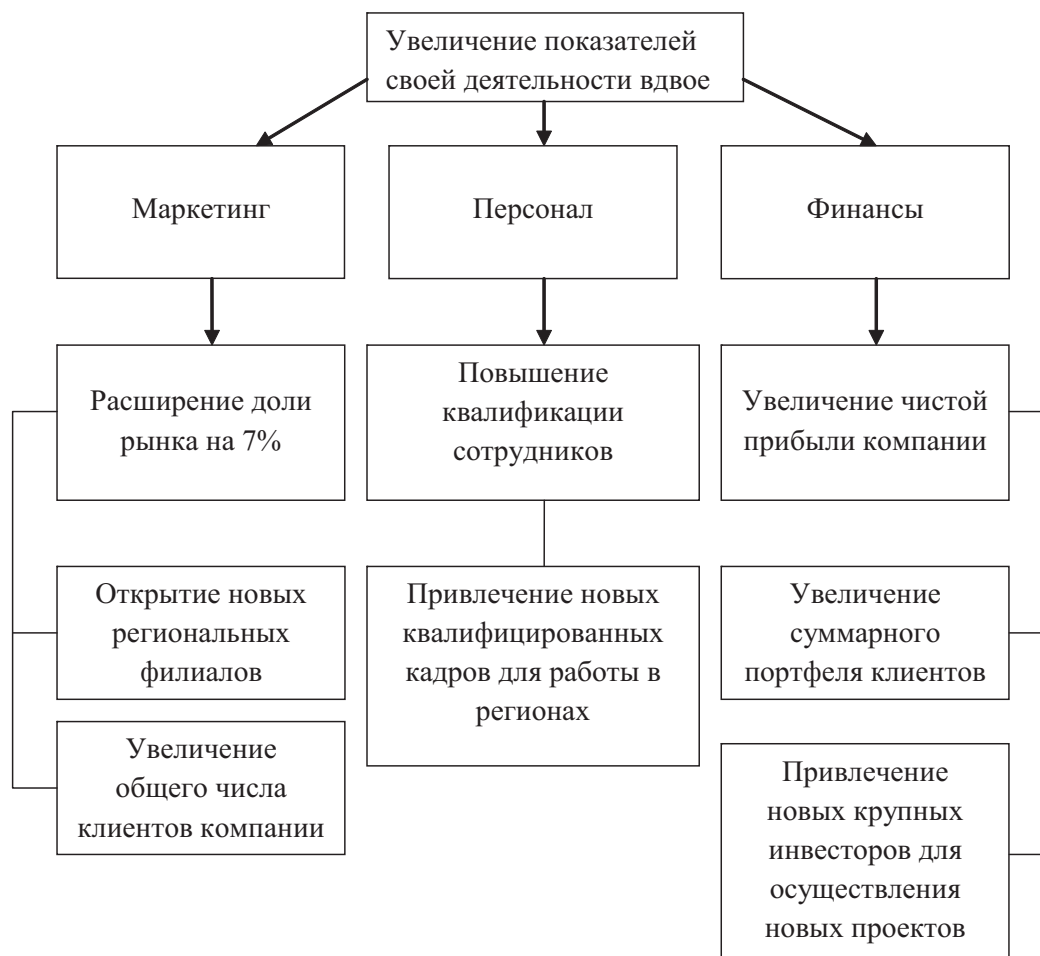 Увеличение показателей
своей деятельности вдвое
Маркетинг
Персонал
Финансы
Расширение доли
рынка на 7%
Повышение
квалификации
сотрудников
Увеличение чистой
прибыли компании
Открытие новых
региональных
филиалов
Привлечение новых
квалифицированных
кадров для работы в
регионах
Увеличение
суммарного
портфеля клиентов
Увеличение
общего числа
клиентов компании
Привлечение
новых крупных
инвесторов для
осуществления
новых проектов